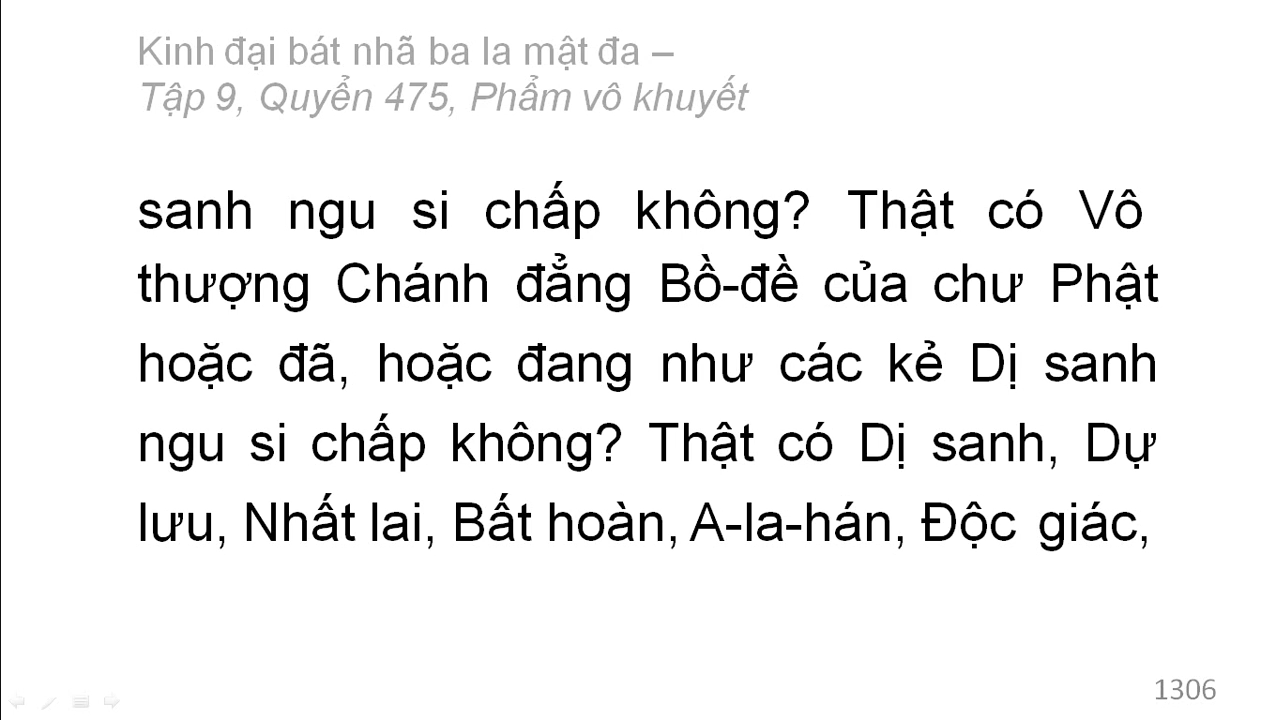 Kinh đại bát nhã ba la mật đa –
Tập 9, Quyển 475, Phẩm vô khuyết
sanh ngu si chấp không? Thật có Vô
thượng Chánh đẳng Bồ-đề của chư Phật
hoặc đã, hoặc đang như các kẻ Dị sanh
ngu si chấp không? Thật có Dị sanh, Dự
lưu, Nhất lai, Bất hoàn, A-la-hán, Độc giác,
1306